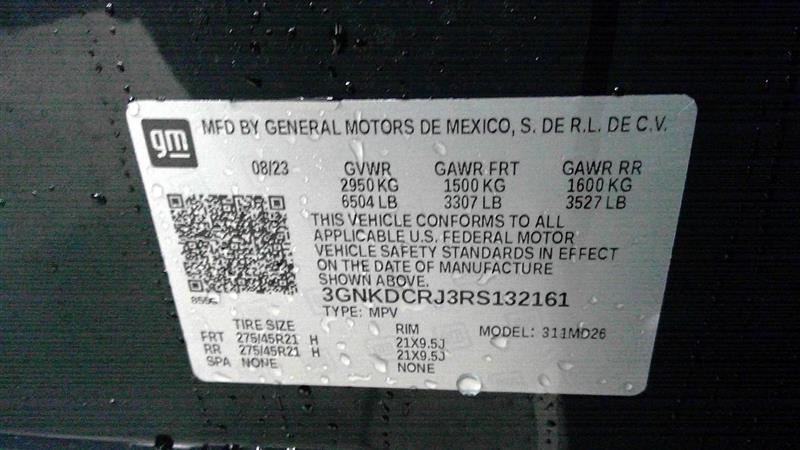 gm MFD BY GENERAL MOTORS DE MEXICO, S. DE R.L. DE C.V.
08/23 GVWR GAWR FRT GAWR RR
2950 KG 1500 KG 1600 KG
6504 LB 3307 LB 3527 LB
THIS VEHICLE CONFORMS TO ALL
APPLICABLE U.S. FEDERAL MOTOR
VEHICLE SAFETY STANDARDS IN EFFECT
ON THE DATE OF MANUFACTURE
SHOWN ABOVE.
3GNKDCRJ3RS132161
TYPE: MPV
TIRE SIZE RIM MODEL: 311MD26
FRT 275/45R21 H 21X9.5J
RR 275/45R21 H 21X9.5J
SPA NONE NONE